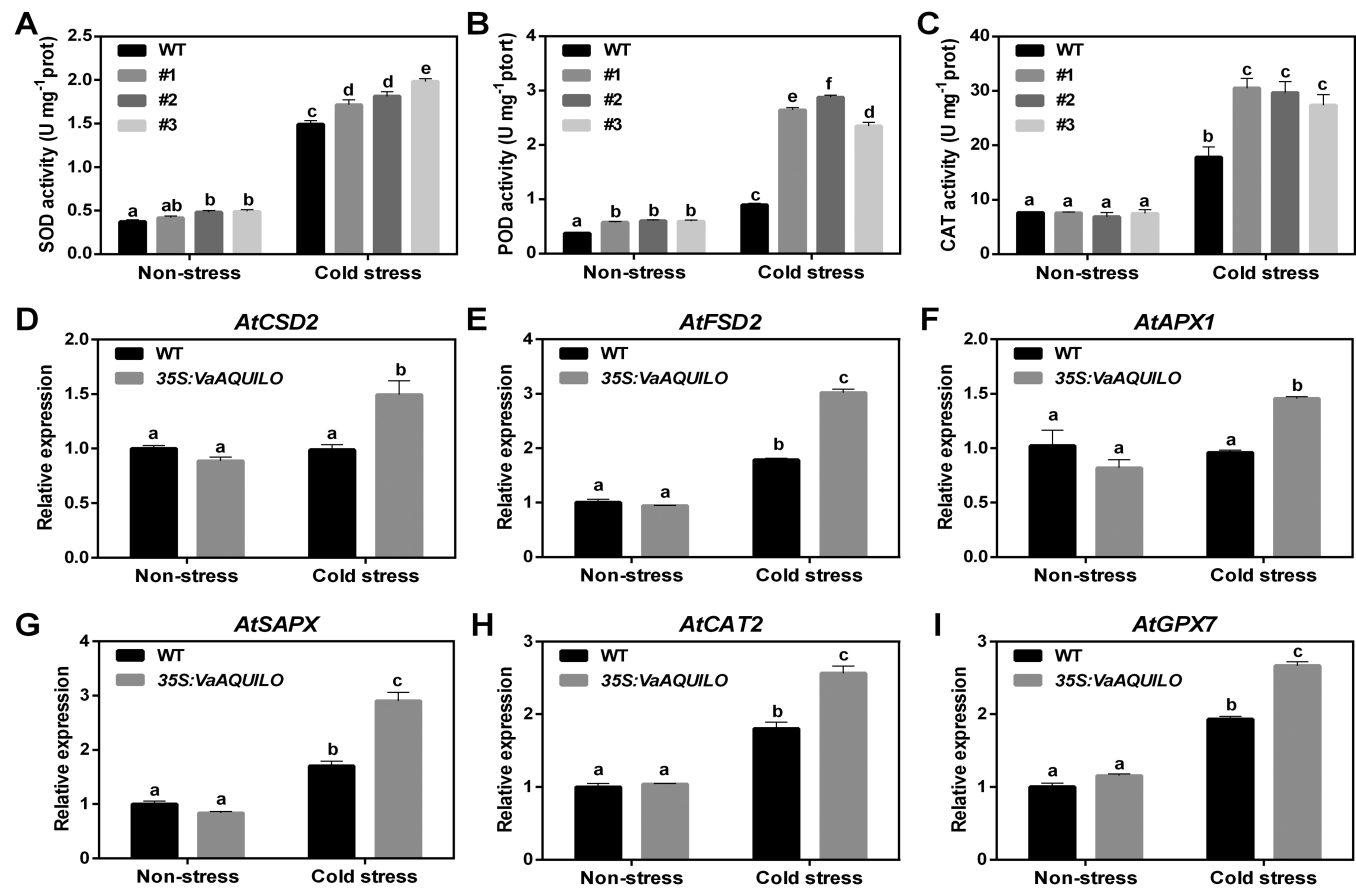 A
SOD activity (U mg-1prot)
2.5
2.0
1.5
1.0
0.5
0.0
WT
#1
#2
#3
a
ab
b
b
c
d
d
e
Non-stress
Cold stress
B
POD activity (U mg-1ptort)
4
3
2
1
0
WT
#1
#2
#3
a
b
b
b
c
e
f
d
Non-stress
Cold stress
C
CAT activity (U mg-1prot)
40
30
20
10
0
WT
#1
#2
#3
a
a
a
a
b
c
c
c
Non-stress
Cold stress
D
AtCSD2
Relative expression
2.0
1.5
1.0
0.5
0.0
WT
35S:VaAQUILO
a
a
a
b
Non-stress
Cold stress
E
AtFSD2
Relative expression
4
3
2
1
0
WT
35S:VaAQUILO
a
a
b
c
Non-stress
Cold stress
F
AtAPX1
Relative expression
2.0
1.5
1.0
0.5
0.0
WT
35S:VaAQUILO
a
a
a
b
Non-stress
Cold stress
G
AtSAPX
Relative expression
4
3
2
1
0
WT
35S:VaAQUILO
a
a
b
c
Non-stress
Cold stress
H
AtCAT2
Relative expression
3
2
1
0
WT
35S:VaAQUILO
a
a
b
c
Non-stress
Cold stress
I
AtGPX7
Relative expression
3
2
1
0
WT
35S:VaAQUILO
a
a
b
c
Non-stress
Cold stress